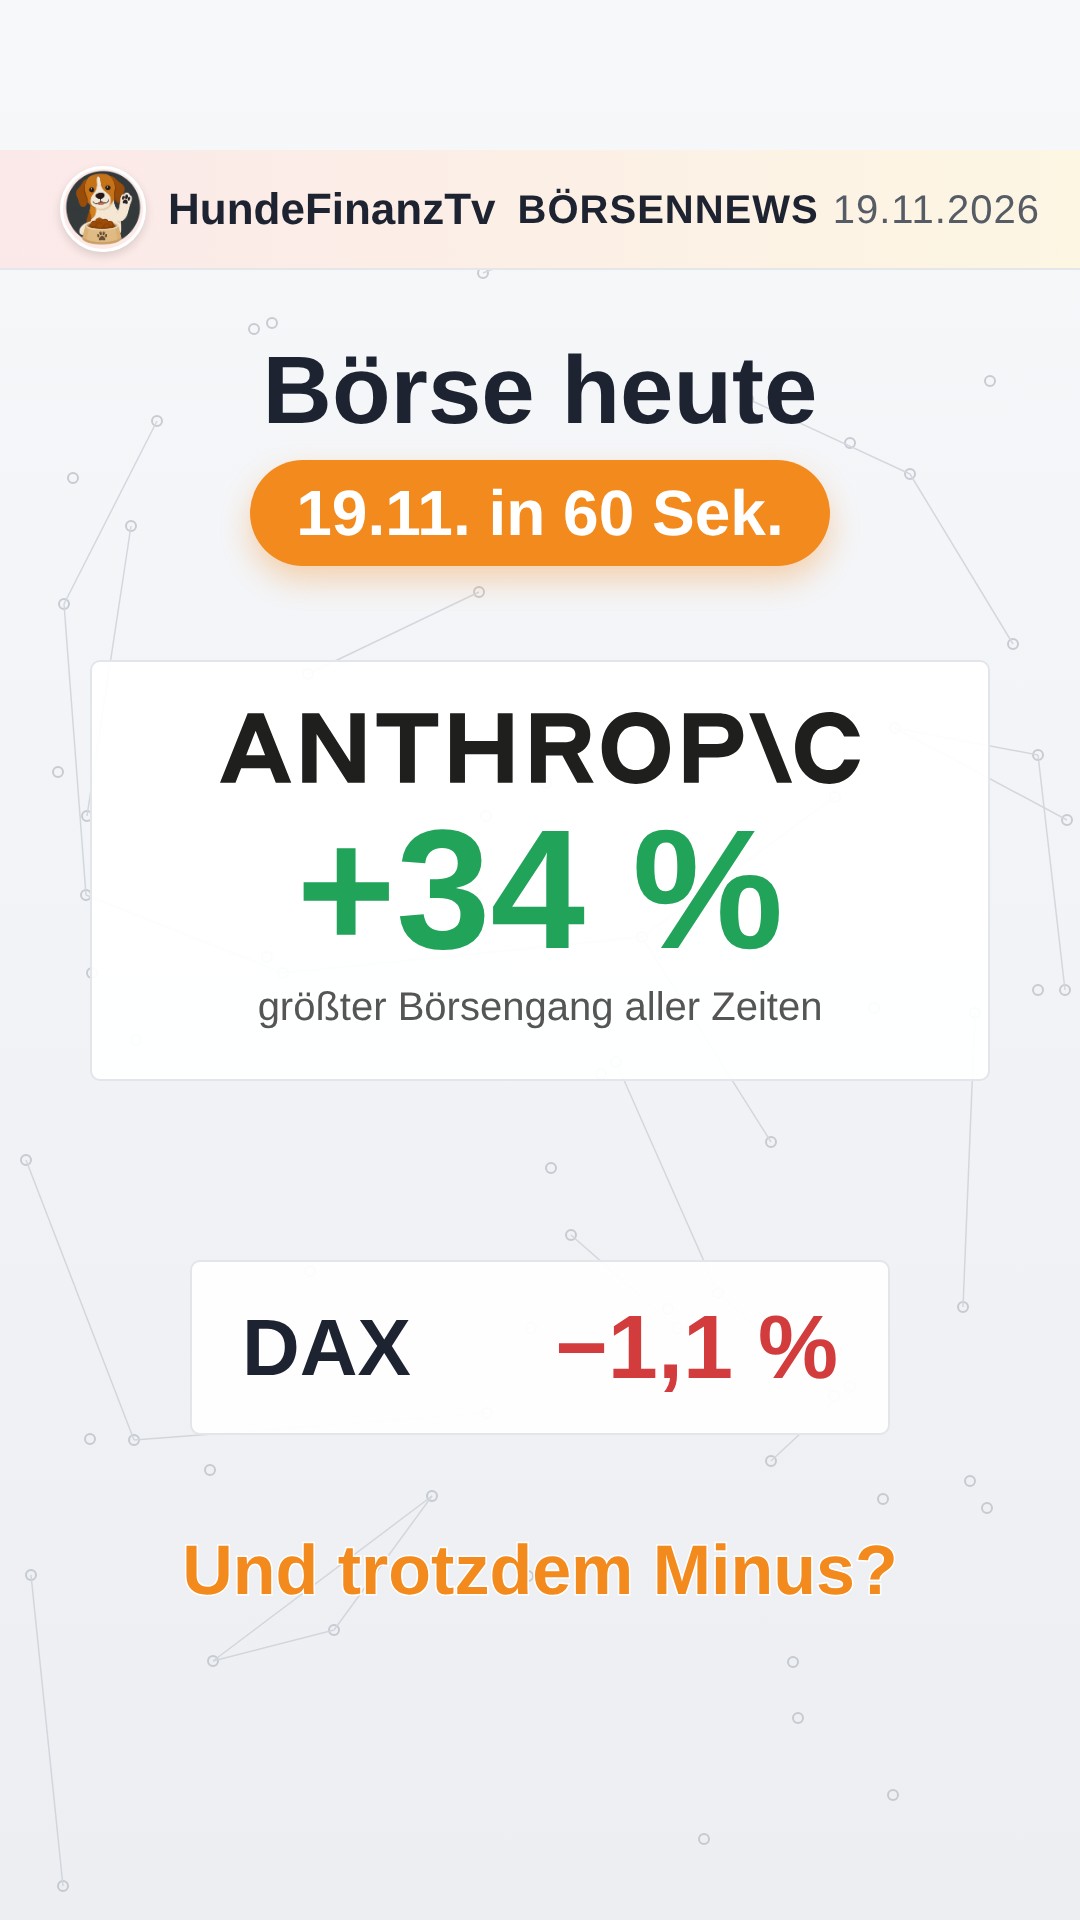 HundeFinanzTv BÖRSENNEWS 19.11.2026
Börse heute
19.11. in 60 Sek.
ANTHROP\C
+34 %
größter Börsengang aller Zeiten
DAX −1,1 %
Und trotzdem Minus?